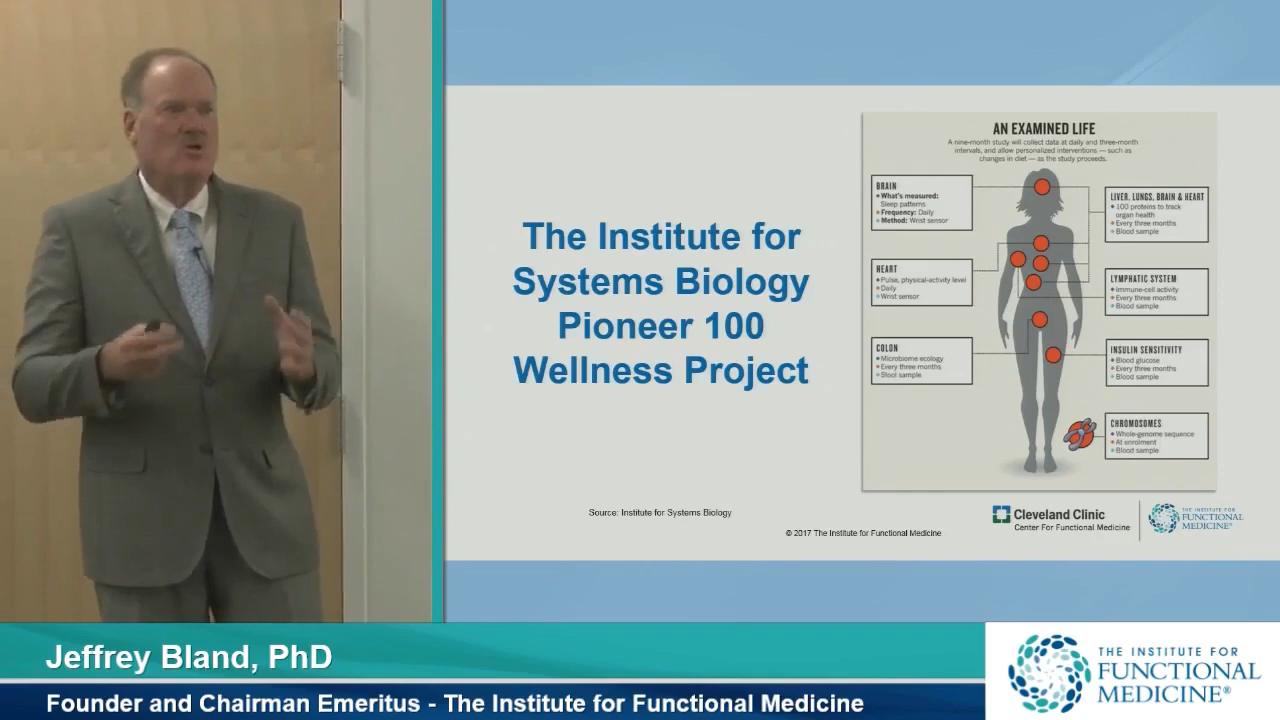 The Institute for
Systems Biology
Pioneer 100
Wellness Project
AN EXAMINED LIFE
A nine-month study will collect data at daily and three-month
intervals, and allow personalized interventions — such as
changes in diet — as the study proceeds.
BRAIN
• What's measured:
Sleep patterns
• Frequency: Daily
• Method: Wrist sensor
HEART
• Pulse, physical-activity level
• Daily
• Wrist sensor
COLON
• Microbiome ecology
• Every three months
• Stool sample
LIVER, LUNGS, BRAIN & HEART
• 100 proteins to track
organ health
• Every three months
• Blood sample
LYMPHATIC SYSTEM
• Immune-cell activity
• Every three months
• Blood sample
INSULIN SENSITIVITY
• Blood glucose
• Every three months
• Blood sample
CHROMOSOMES
• Whole-genome sequence
• At enrolment
• Blood sample
Source: Institute for Systems Biology
© 2017 The Institute for Functional Medicine
Cleveland Clinic
Center For Functional Medicine
THE INSTITUTE FOR
FUNCTIONAL
MEDICINE®
Jeffrey Bland, PhD
Founder and Chairman Emeritus - The Institute for Functional Medicine
THE INSTITUTE FOR
FUNCTIONAL
MEDICINE®